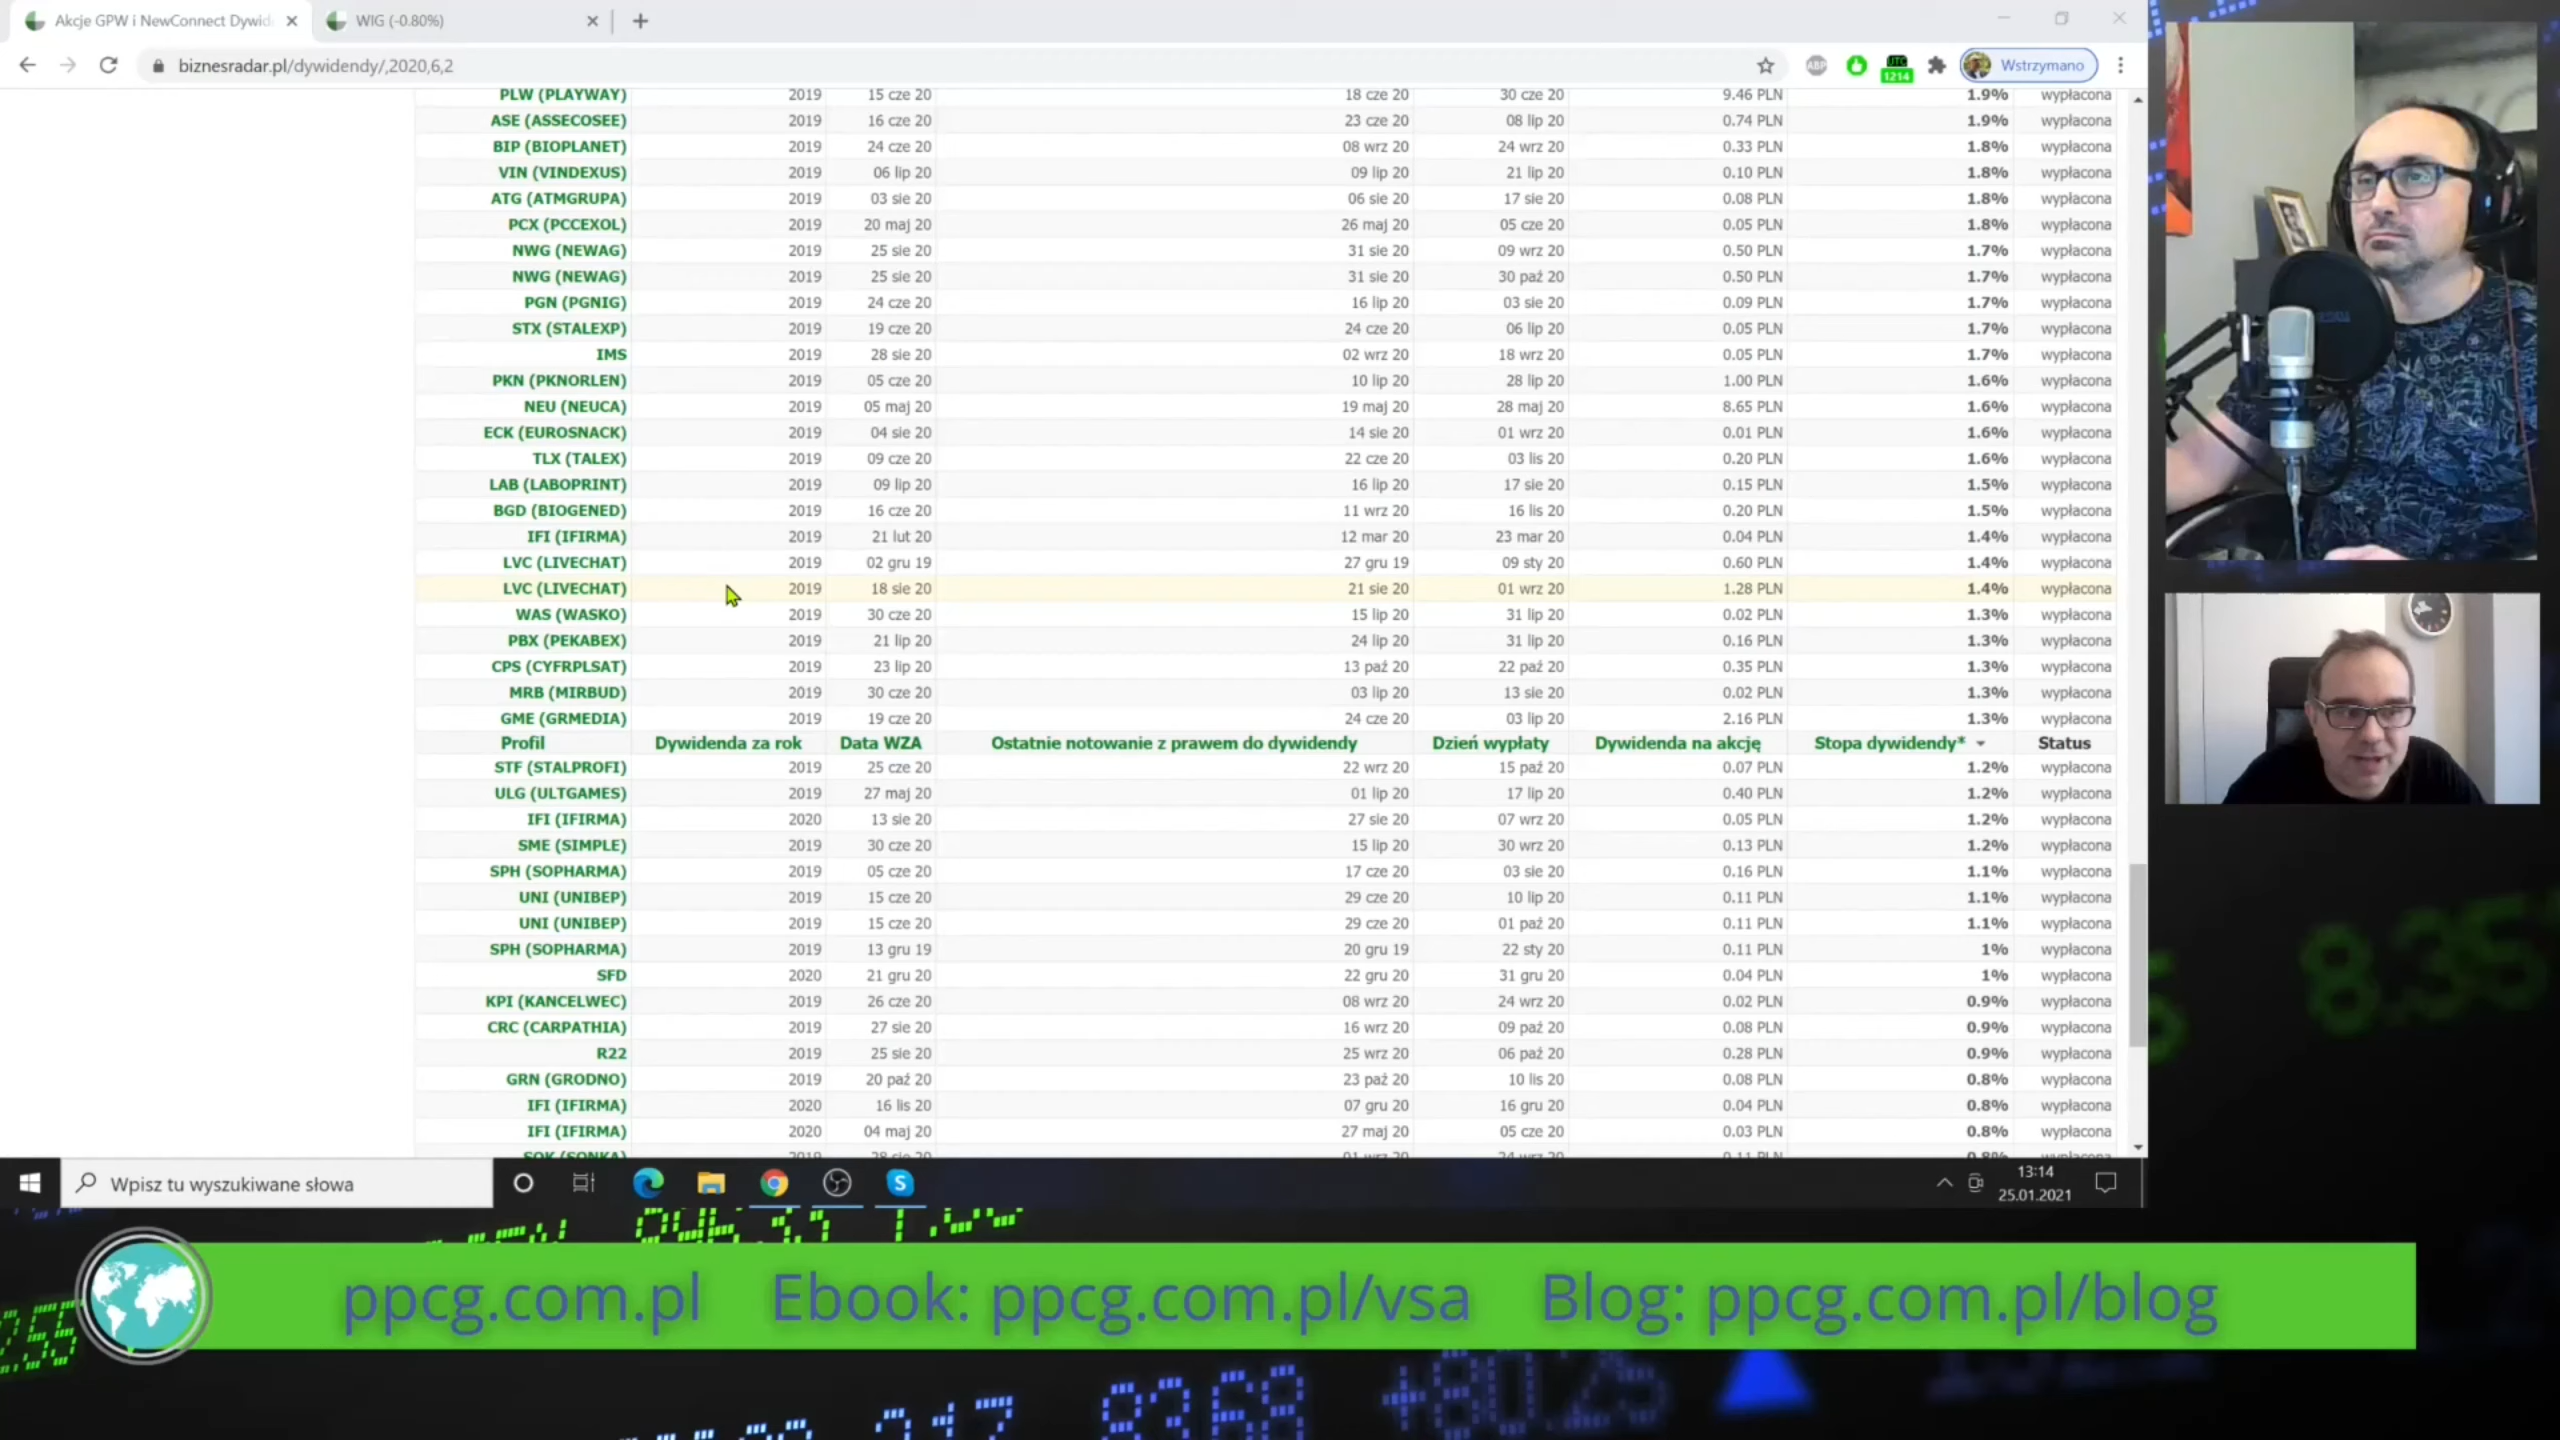 Akcje GPW i NewConnect Dywid
WIG (-0.80%)
biznesradar.pl/dywidendy/,2020,6,2
ABP
UTC
1214
Wstrzymano
PLW (PLAYWAY) 2019 15 cze 20 18 cze 20 30 cze 20 9.46 PLN 1.9% wypłacona
ASE (ASSECOSEE) 2019 16 cze 20 23 cze 20 08 lip 20 0.74 PLN 1.9% wypłacona
BIP (BIOPLANET) 2019 24 cze 20 08 wrz 20 24 wrz 20 0.33 PLN 1.8% wypłacona
VIN (VINDEXUS) 2019 06 lip 20 09 lip 20 21 lip 20 0.10 PLN 1.8% wypłacona
ATG (ATMGRUPA) 2019 03 sie 20 06 sie 20 17 sie 20 0.08 PLN 1.8% wypłacona
PCX (PCCEXOL) 2019 20 maj 20 26 maj 20 05 cze 20 0.05 PLN 1.8% wypłacona
NWG (NEWAG) 2019 25 sie 20 31 sie 20 09 wrz 20 0.50 PLN 1.7% wypłacona
NWG (NEWAG) 2019 25 sie 20 31 sie 20 30 paź 20 0.50 PLN 1.7% wypłacona
PGN (PGNIG) 2019 24 cze 20 16 lip 20 03 sie 20 0.09 PLN 1.7% wypłacona
STX (STALEXP) 2019 19 cze 20 24 cze 20 06 lip 20 0.05 PLN 1.7% wypłacona
IMS 2019 28 sie 20 02 wrz 20 18 wrz 20 0.05 PLN 1.7% wypłacona
PKN (PKNORLEN) 2019 05 cze 20 10 lip 20 28 lip 20 1.00 PLN 1.6% wypłacona
NEU (NEUCA) 2019 05 maj 20 19 maj 20 28 maj 20 8.65 PLN 1.6% wypłacona
ECK (EUROSNACK) 2019 04 sie 20 14 sie 20 01 wrz 20 0.01 PLN 1.6% wypłacona
TLX (TALEX) 2019 09 cze 20 22 cze 20 03 lis 20 0.20 PLN 1.6% wypłacona
LAB (LABOPRINT) 2019 09 lip 20 16 lip 20 17 sie 20 0.15 PLN 1.5% wypłacona
BGD (BIOGENED) 2019 16 cze 20 11 wrz 20 16 lis 20 0.20 PLN 1.5% wypłacona
IFI (IFIRMA) 2019 21 lut 20 12 mar 20 23 mar 20 0.04 PLN 1.4% wypłacona
LVC (LIVECHAT) 2019 02 gru 19 27 gru 19 09 sty 20 0.60 PLN 1.4% wypłacona
LVC (LIVECHAT) 2019 18 sie 20 21 sie 20 01 wrz 20 1.28 PLN 1.4% wypłacona
WAS (WASKO) 2019 30 cze 20 15 lip 20 31 lip 20 0.02 PLN 1.3% wypłacona
PBX (PEKABEX) 2019 21 lip 20 24 lip 20 31 lip 20 0.16 PLN 1.3% wypłacona
CPS (CYFRPLSAT) 2019 23 lip 20 13 paź 20 22 paź 20 0.35 PLN 1.3% wypłacona
MRB (MIRBUD) 2019 30 cze 20 03 lip 20 13 sie 20 0.02 PLN 1.3% wypłacona
GME (GRMEDIA) 2019 19 cze 20 24 cze 20 03 lip 20 2.16 PLN 1.3% wypłacona
Profil Dywidenda za rok Data WZA Ostatnie notowanie z prawem do dywidendy Dzień wypłaty Dywidenda na akcję Stopa dywidendy* Status
STF (STALPROFI) 2019 25 cze 20 22 wrz 20 15 paź 20 0.07 PLN 1.2% wypłacona
ULG (ULTGAMES) 2019 27 maj 20 01 lip 20 17 lip 20 0.40 PLN 1.2% wypłacona
IFI (IFIRMA) 2020 13 sie 20 27 sie 20 07 wrz 20 0.05 PLN 1.2% wypłacona
SME (SIMPLE) 2019 30 cze 20 15 lip 20 30 wrz 20 0.13 PLN 1.2% wypłacona
SPH (SOPHARMA) 2019 05 cze 20 17 cze 20 03 sie 20 0.16 PLN 1.1% wypłacona
UNI (UNIBEP) 2019 15 cze 20 29 cze 20 10 lip 20 0.11 PLN 1.1% wypłacona
UNI (UNIBEP) 2019 15 cze 20 29 cze 20 01 paź 20 0.11 PLN 1.1% wypłacona
SPH (SOPHARMA) 2019 13 gru 19 20 gru 19 22 sty 20 0.11 PLN 1% wypłacona
SFD 2020 21 gru 20 22 gru 20 31 gru 20 0.04 PLN 1% wypłacona
KPI (KANCELWEC) 2019 26 cze 20 08 wrz 20 24 wrz 20 0.02 PLN 0.9% wypłacona
CRC (CARPATHIA) 2019 27 sie 20 16 wrz 20 09 paź 20 0.08 PLN 0.9% wypłacona
R22 2019 25 sie 20 25 wrz 20 06 paź 20 0.28 PLN 0.9% wypłacona
GRN (GRODNO) 2019 20 paź 20 23 paź 20 10 lis 20 0.08 PLN 0.8% wypłacona
IFI (IFIRMA) 2020 16 lis 20 07 gru 20 16 gru 20 0.04 PLN 0.8% wypłacona
IFI (IFIRMA) 2020 04 maj 20 27 maj 20 05 cze 20 0.03 PLN 0.8% wypłacona
Wpisz tu wyszukiwane słowa
13:14
25.01.2021
ppcg.com.pl Ebook: ppcg.com.pl/vsa Blog: ppcg.com.pl/blog
8.35
2.55
8368 +80.25